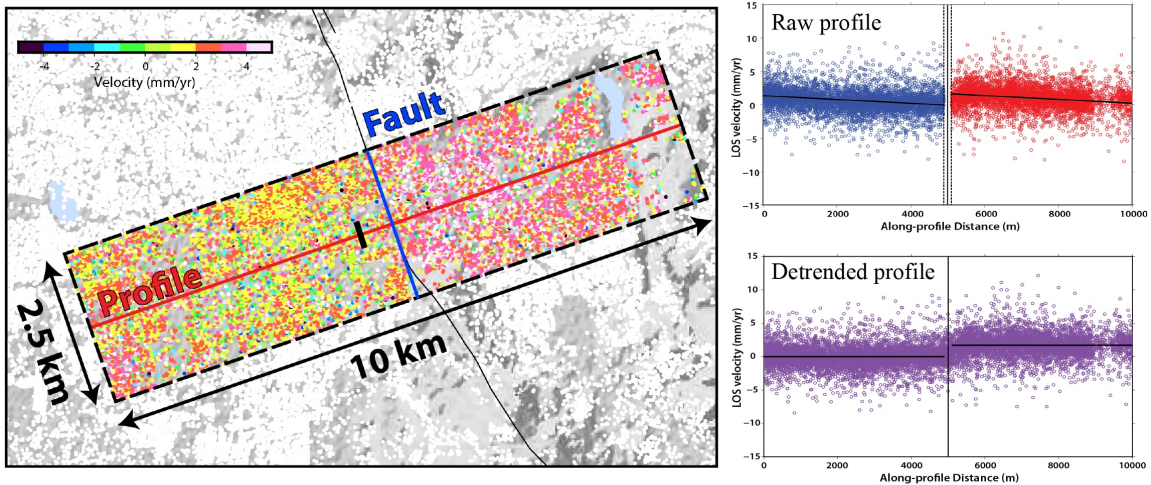 -4 -2 0 2 4
Velocity (mm/yr)
Fault
Profile
2.5 km
10 km
Raw profile
15
10
5
0
−5
−10
−15
LOS velocity (mm/yr)
0 2000 4000 6000 8000 10000
Along-profile Distance (m)
Detrended profile
15
10
5
0
−5
−10
−15
LOS velocity (mm/yr)
0 2000 4000 6000 8000 10000
Along-profile Distance (m)